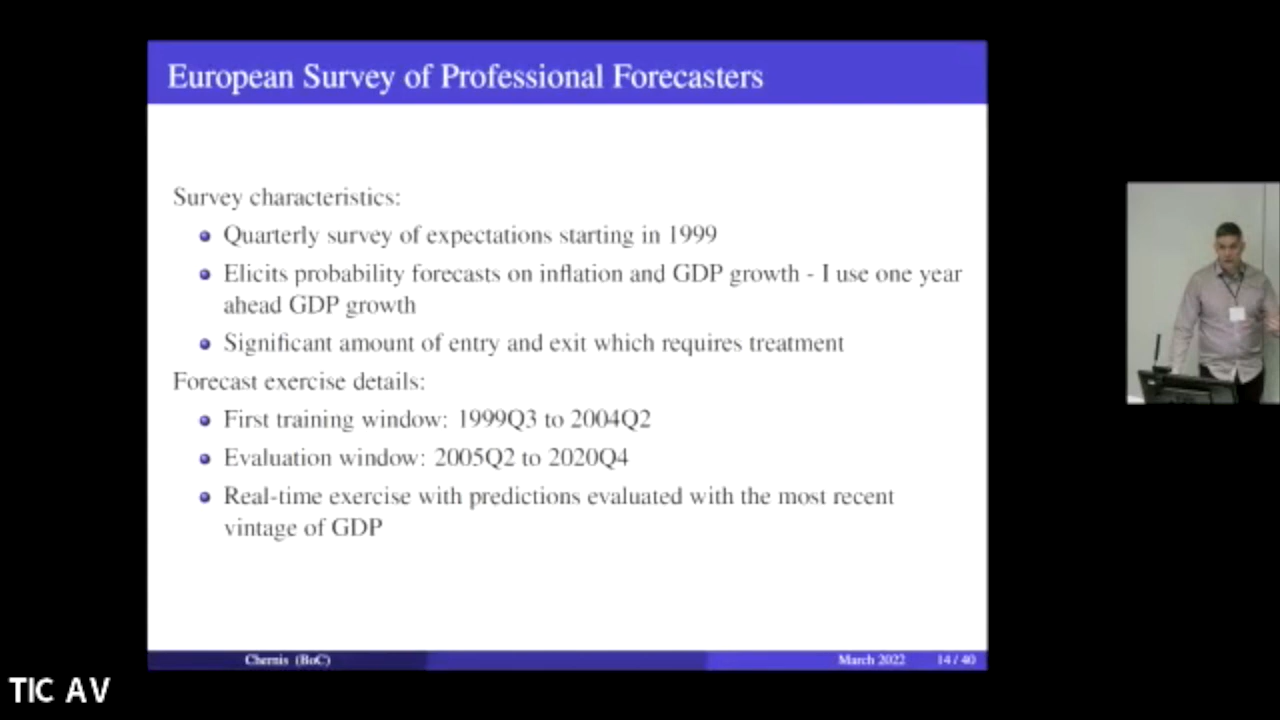 European Survey of Professional Forecasters
Survey characteristics:
Quarterly survey of expectations starting in 1999
Elicits probability forecasts on inflation and GDP growth - I use one year
ahead GDP growth
Significant amount of entry and exit which requires treatment
Forecast exercise details:
First training window: 1999Q3 to 2004Q2
Evaluation window: 2005Q2 to 2020Q4
Real-time exercise with predictions evaluated with the most recent
vintage of GDP
Chernis (BoC)
March 2022
14 / 40
TIC AV